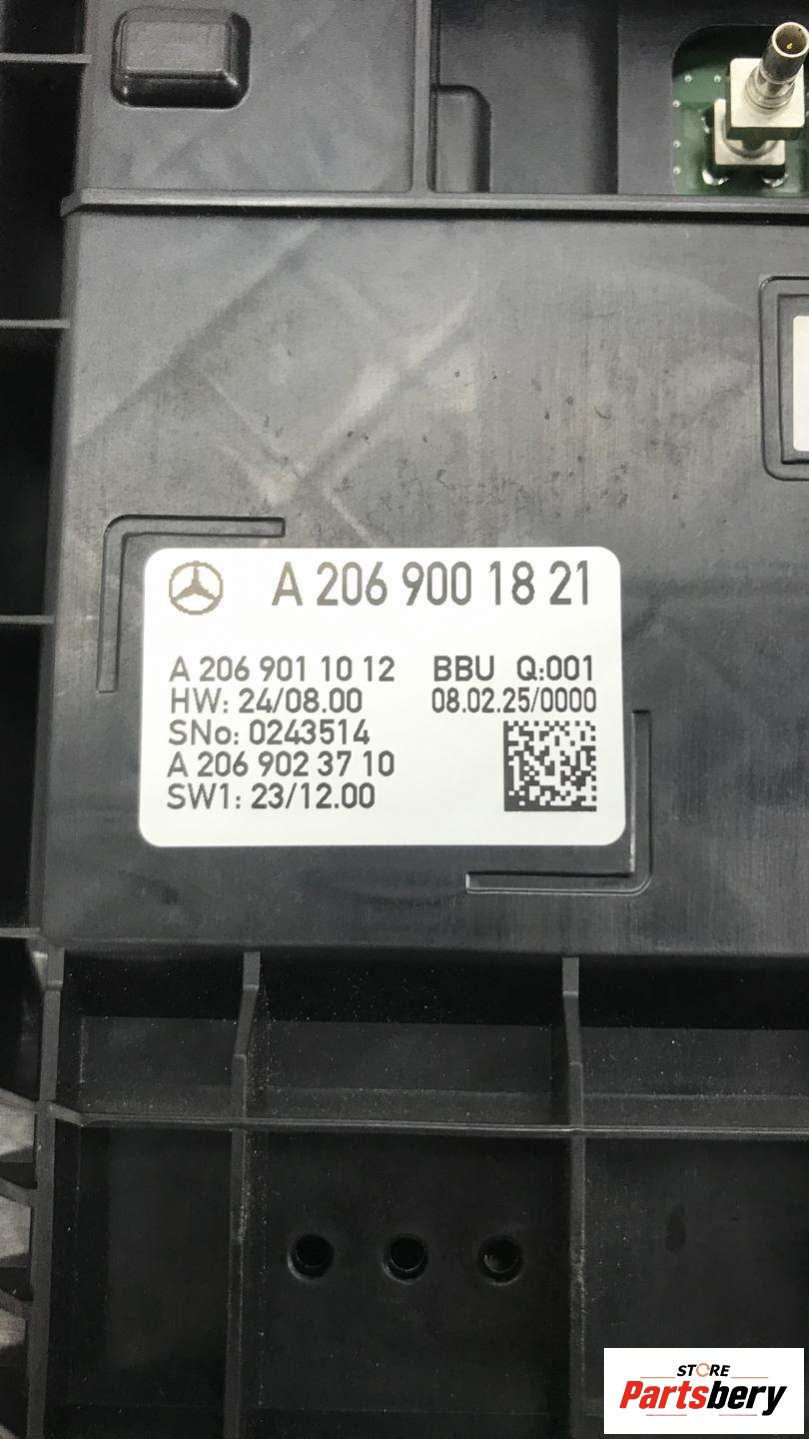 A 206 900 18 21
A 206 901 10 12 BBU Q:001
HW: 24/08.00 08.02.25/0000
SNo: 0243514
A 206 902 37 10
SW1: 23/12.00
STORE
Partsbery